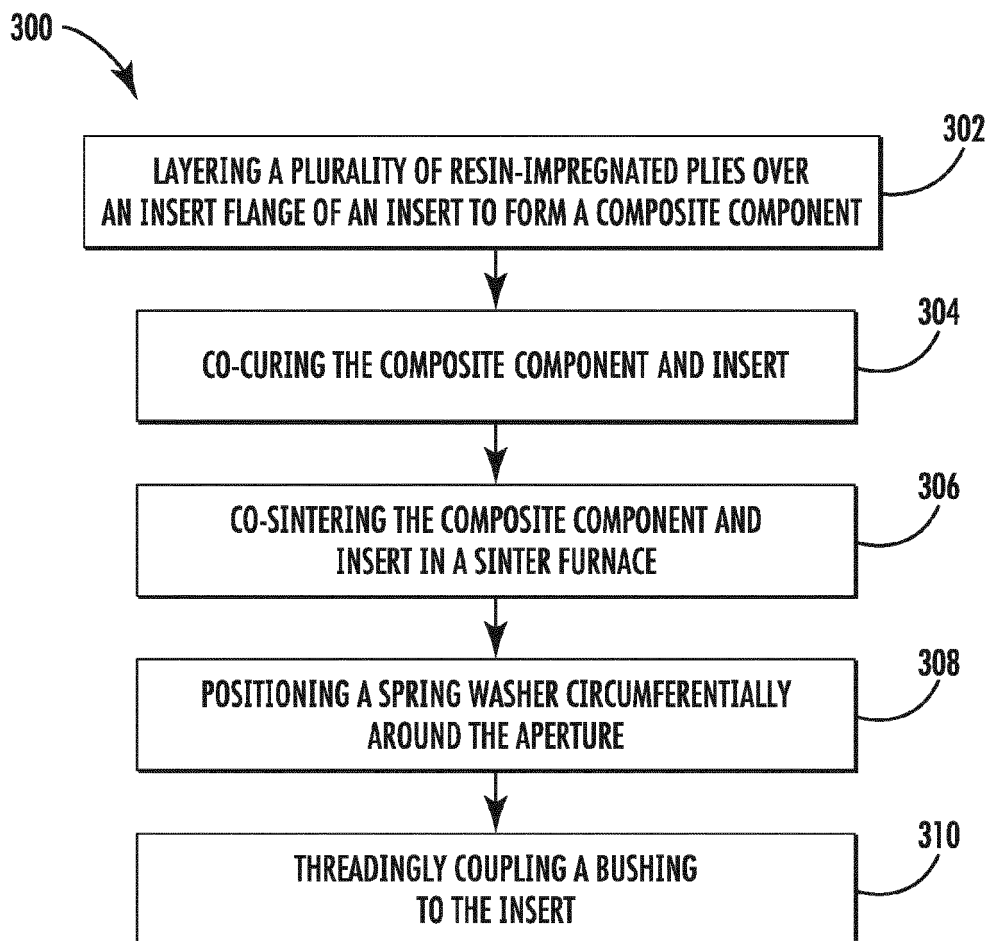 300
302
LAYERING A PLURALITY OF RESIN-IMPREGNATED PLIES OVER
AN INSERT FLANGE OF AN INSERT TO FORM A COMPOSITE COMPONENT
304
CO-CURING THE COMPOSITE COMPONENT AND INSERT
306
CO-SINTERING THE COMPOSITE COMPONENT AND
INSERT IN A SINTER FURNACE
308
POSITIONING A SPRING WASHER CIRCUMFERENTIALLY
AROUND THE APERTURE
310
THREADINGLY COUPLING A BUSHING
TO THE INSERT